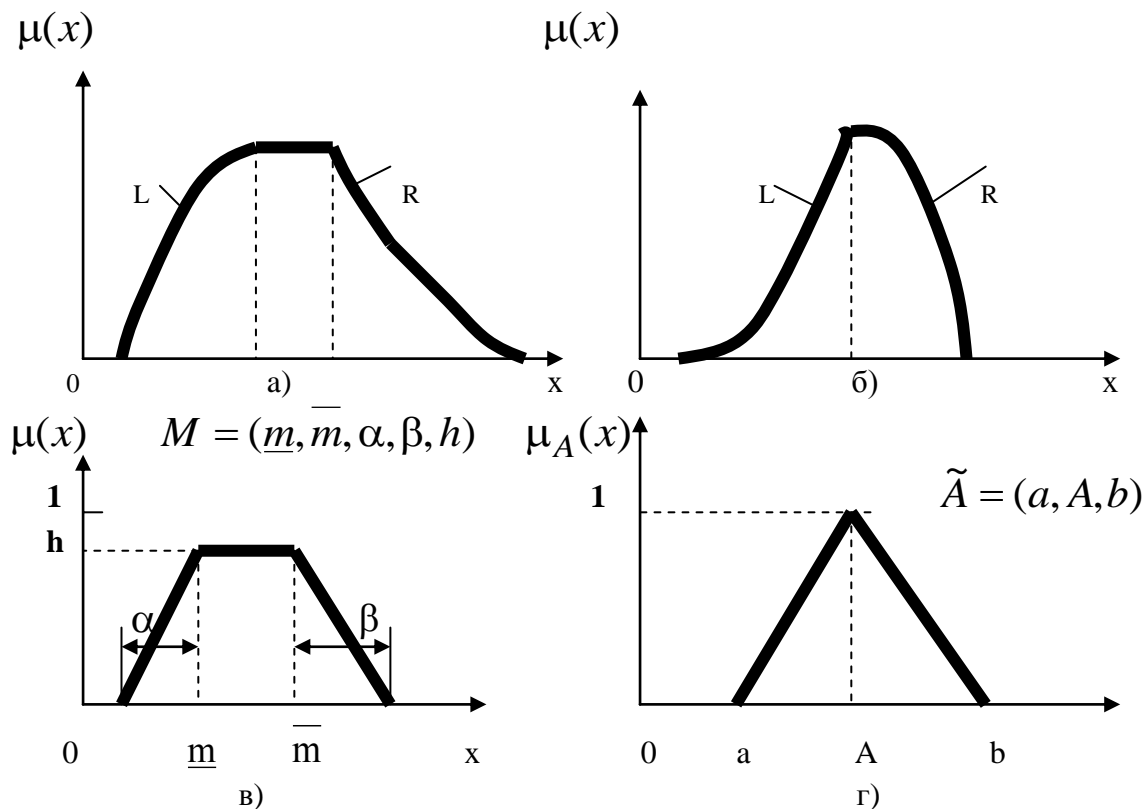 μ(x) μ(x)
L R L R
0 а) x 0 б) x
μ(x) M = (m, m̅, α, β, h) μ_A(x)
1 1 Ã = (a, A, b)
h
α β
0 m m̅ x 0 a A b
в) г)